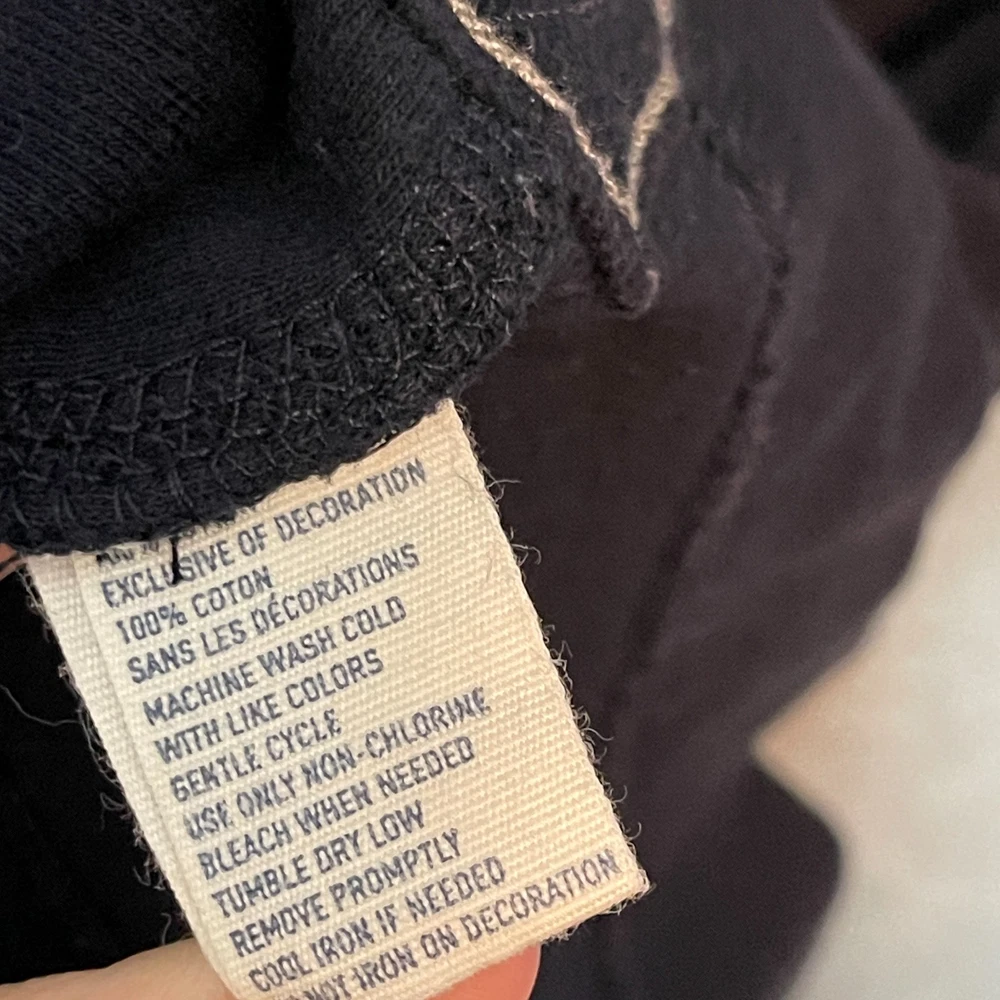 EXCLUSIVE OF DECORATION
100% COTON
SANS LES DÉCORATIONS
MACHINE WASH COLD
WITH LIKE COLORS
GENTLE CYCLE
USE ONLY NON-CHLORINE
BLEACH WHEN NEEDED
TUMBLE DRY LOW
REMOVE PROMPTLY
COOL IRON IF NEEDED
NOT IRON ON DECORATION